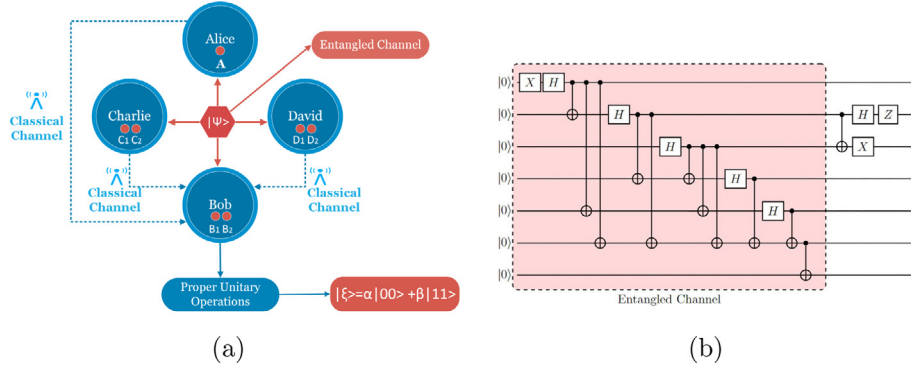 Alice
A
Entangled Channel
Classical
Channel
Charlie
C1 C2
|Ψ>
David
D1 D2
Classical
Channel
Classical
Channel
Bob
B1 B2
Proper Unitary
Operations
|ξ>=α|00> +β|11>
(a)
|0⟩ X H
|0⟩ H H Z
|0⟩ H X
|0⟩ H
|0⟩ H
|0⟩
|0⟩
Entangled Channel
(b)